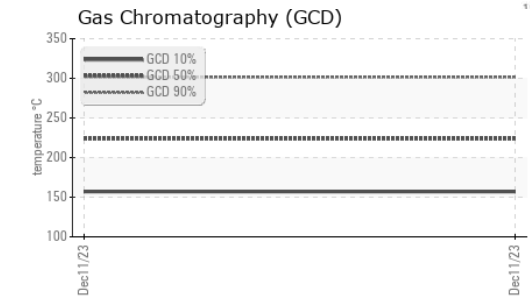 Gas Chromatography (GCD)
350
300
250
200
150
100
temperature °C
GCD 10%
GCD 50%
GCD 90%
Dec11/23
Dec11/23